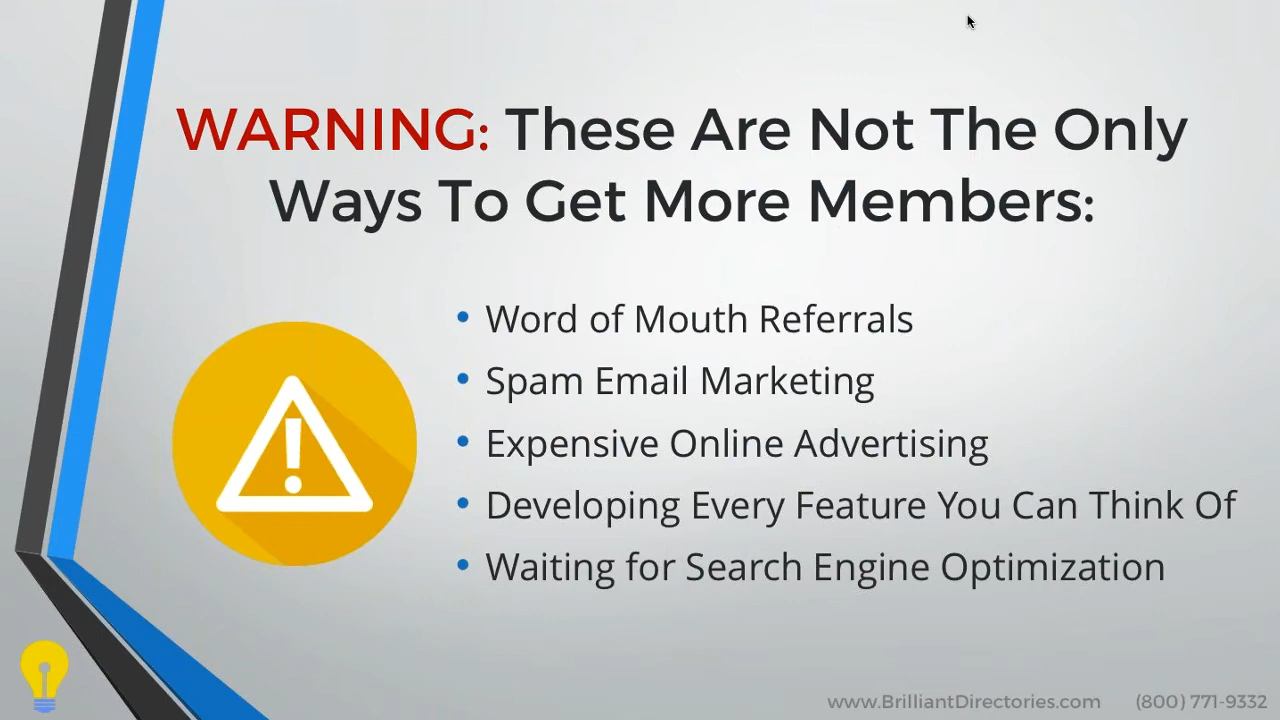 WARNING: These Are Not The Only
Ways To Get More Members:
• Word of Mouth Referrals
• Spam Email Marketing
• Expensive Online Advertising
• Developing Every Feature You Can Think Of
• Waiting for Search Engine Optimization
www.BrilliantDirectories.com (800) 771-9332